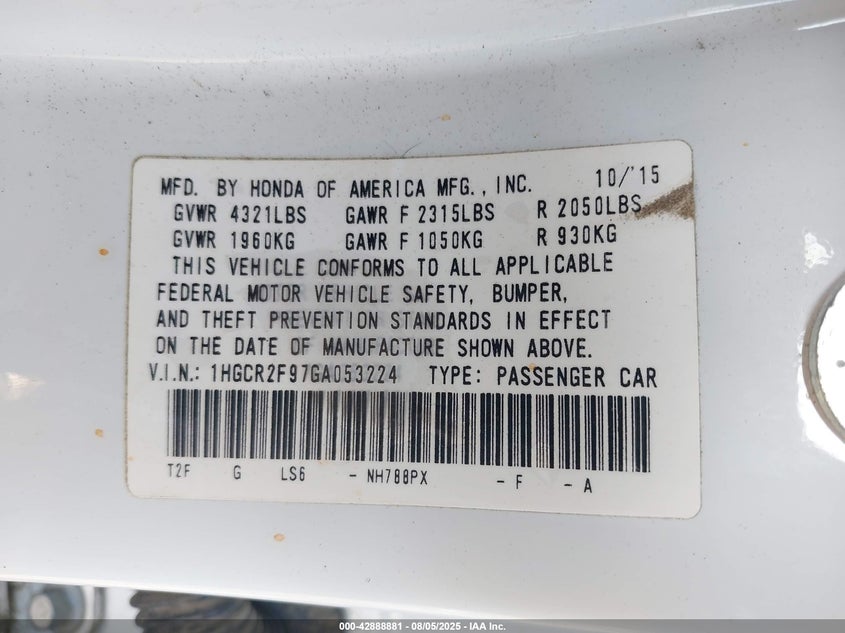 MFD. BY HONDA OF AMERICA MFG., INC. 10/'15
GVWR 4321LBS GAWR F 2315LBS R 2050LBS
GVWR 1960KG GAWR F 1050KG R 930KG
THIS VEHICLE CONFORMS TO ALL APPLICABLE
FEDERAL MOTOR VEHICLE SAFETY, BUMPER,
AND THEFT PREVENTION STANDARDS IN EFFECT
ON THE DATE OF MANUFACTURE SHOWN ABOVE.
V.I.N.: 1HGCR2F97GA053224 TYPE: PASSENGER CAR
T2F G LS6 - NH788PX - F - A
000-42888881 - 08/05/2025 - IAA Inc.